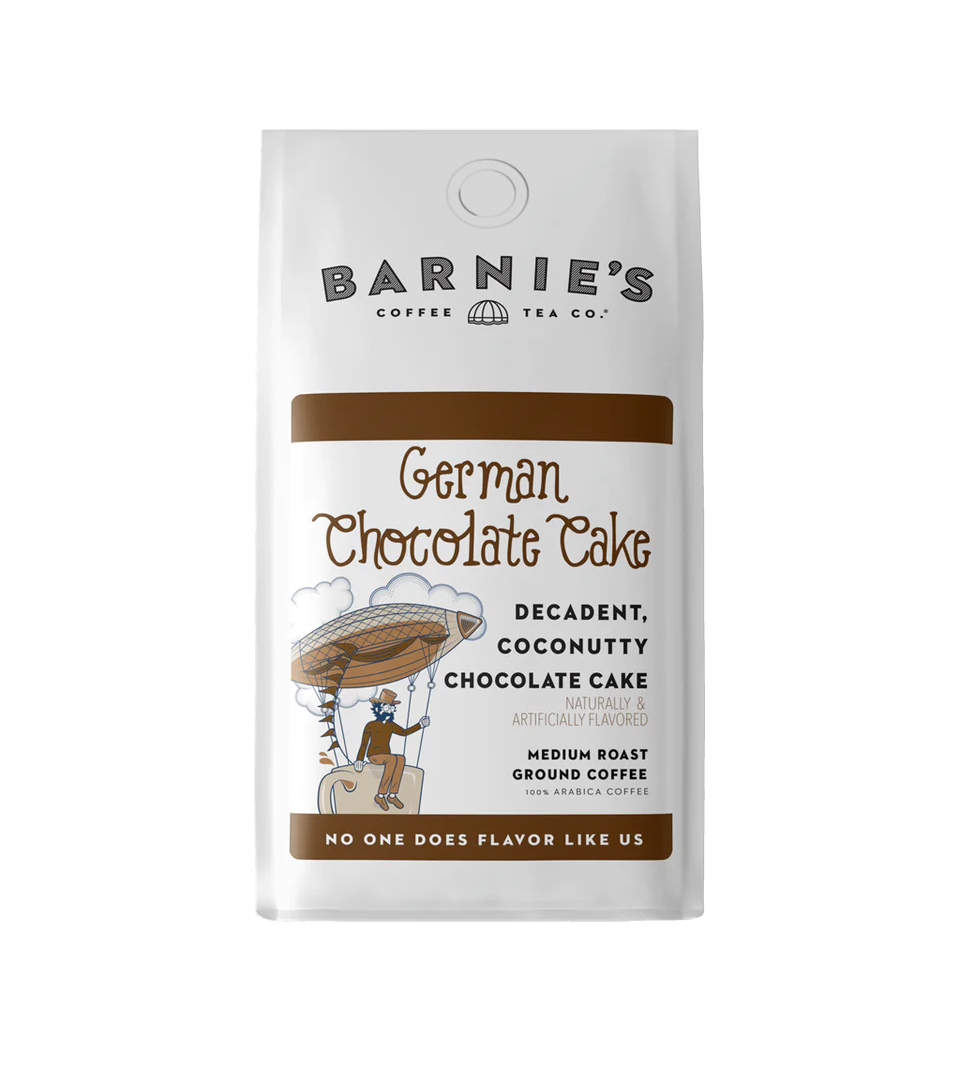 BARNIE'S
COFFEE TEA CO.®
German
Chocolate Cake
DECADENT,
COCONUTTY
CHOCOLATE CAKE
NATURALLY &
ARTIFICIALLY FLAVORED
MEDIUM ROAST
GROUND COFFEE
100% ARABICA COFFEE
NO ONE DOES FLAVOR LIKE US